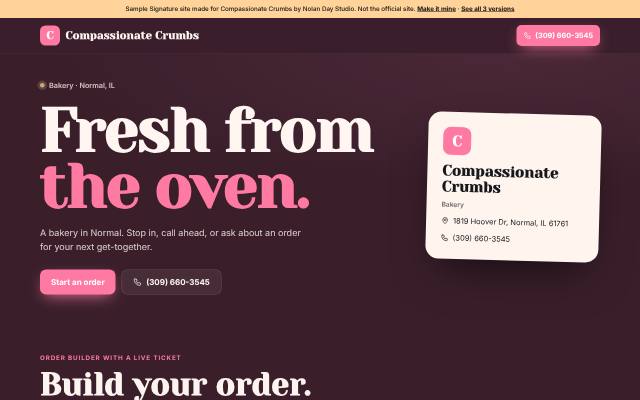 Sample Signature site made for Compassionate Crumbs by Nolan Day Studio. Not the official site. Make it mine · See all 3 versions
C Compassionate Crumbs
(309) 660-3545
Bakery · Normal, IL
Fresh from
the oven.
A bakery in Normal. Stop in, call ahead, or ask about an order
for your next get-together.
Start an order
(309) 660-3545
C
Compassionate
Crumbs
Bakery
1819 Hoover Dr, Normal, IL 61761
(309) 660-3545
ORDER BUILDER WITH A LIVE TICKET
Build your order.